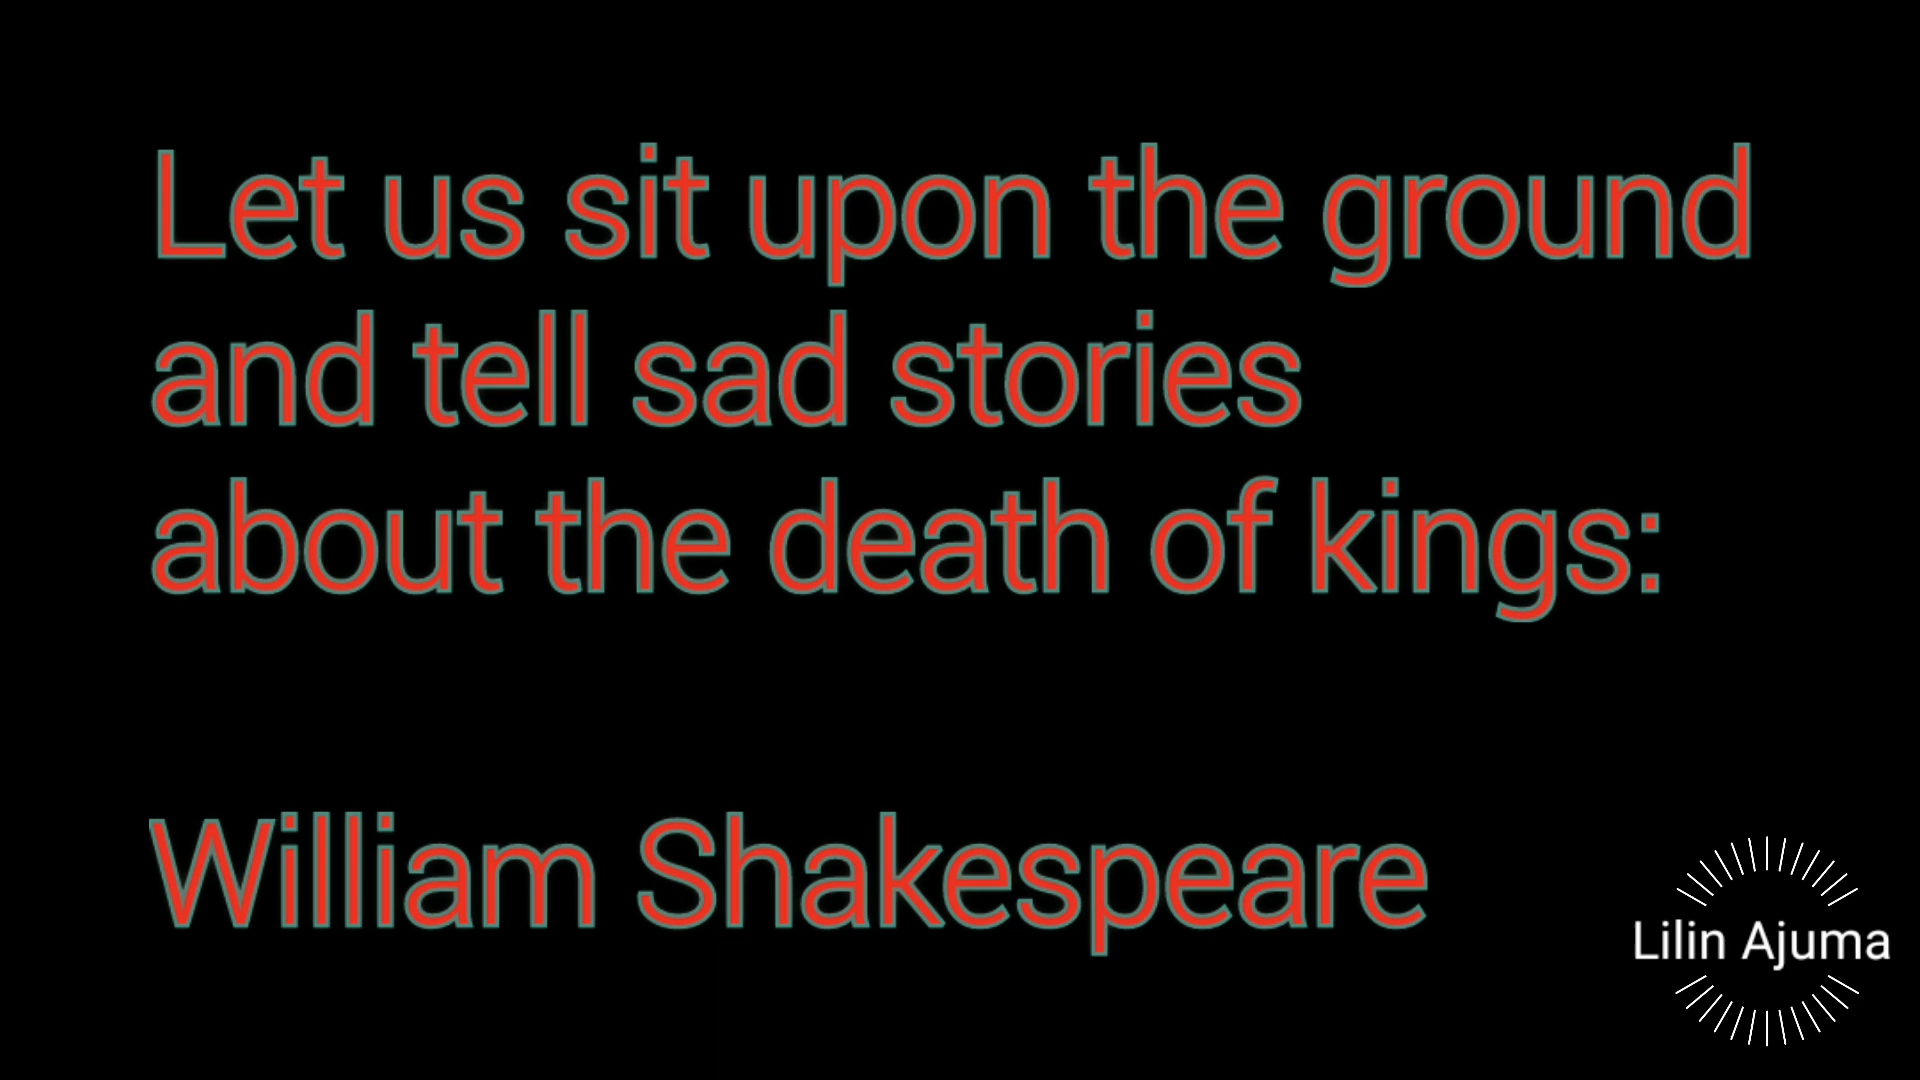 Let us sit upon the ground
and tell sad stories
about the death of kings:
William Shakespeare
Lilin Ajuma